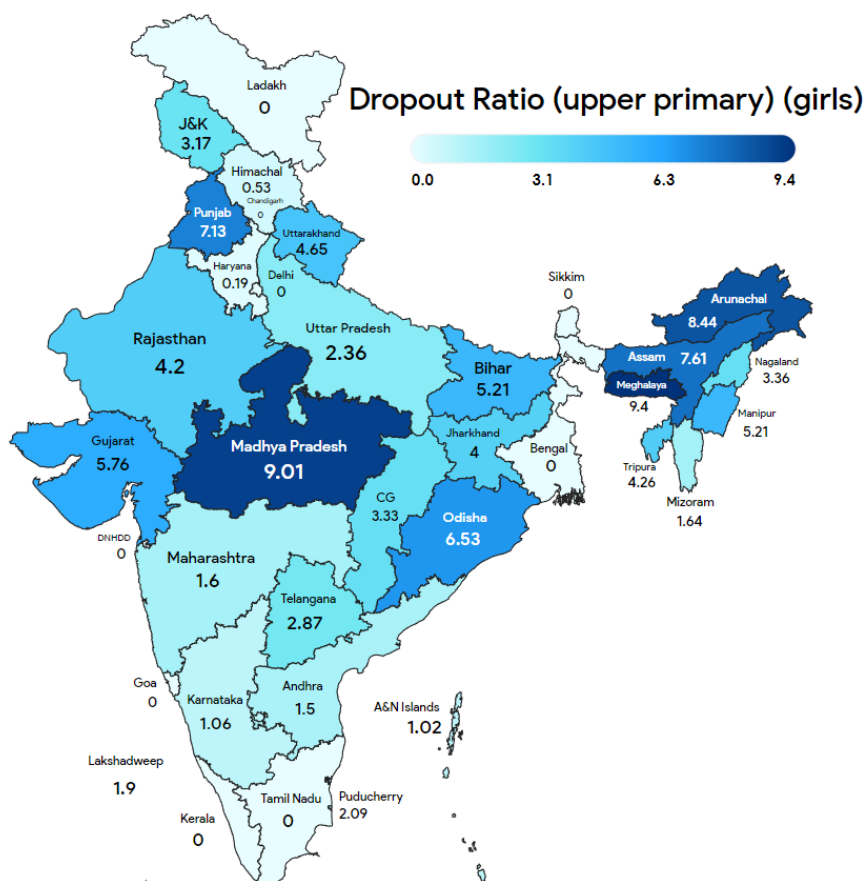 Ladakh
0
Dropout Ratio (upper primary) (girls)
0.0 3.1 6.3 9.4
J&K
3.17
Himachal
0.53
Chandigarh
0
Punjab
7.13
Uttarakhand
4.65
Haryana
0.19
Delhi
0
Sikkim
0
Arunachal
8.44
Rajasthan
4.2
Uttar Pradesh
2.36
Bihar
5.21
Assam
7.61
Nagaland
3.36
Meghalaya
9.4
Manipur
5.21
Gujarat
5.76
Madhya Pradesh
9.01
Jharkhand
4
Bengal
0
Tripura
4.26
Mizoram
1.64
CG
3.33
Odisha
6.53
DNHDD
0
Maharashtra
1.6
Telangana
2.87
Goa
0
Karnataka
1.06
Andhra
1.5
A&N Islands
1.02
Lakshadweep
1.9
Kerala
0
Tamil Nadu
0
Puducherry
2.09